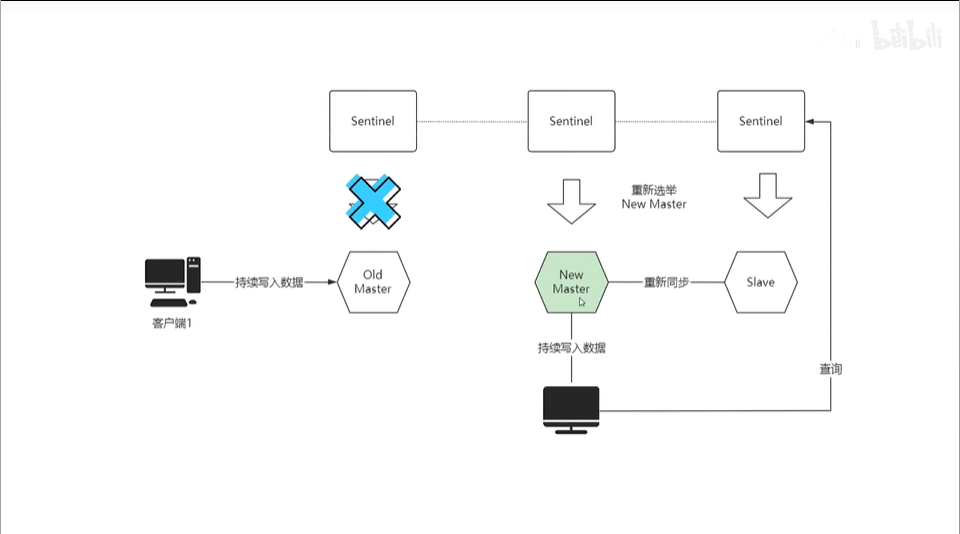 bilibili
Sentinel
Sentinel
Sentinel
重新选举
New Master
持续写入数据
Old
Master
New
Master
重新同步
Slave
客户端1
持续写入数据
查询